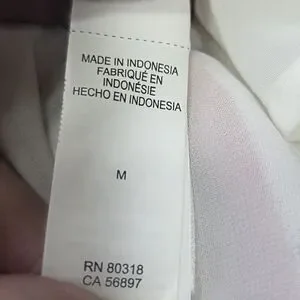 MADE IN INDONESIA
FABRIQUÉ EN
INDONÉSIE
HECHO EN INDONESIA
M
RN 80318
CA 56897